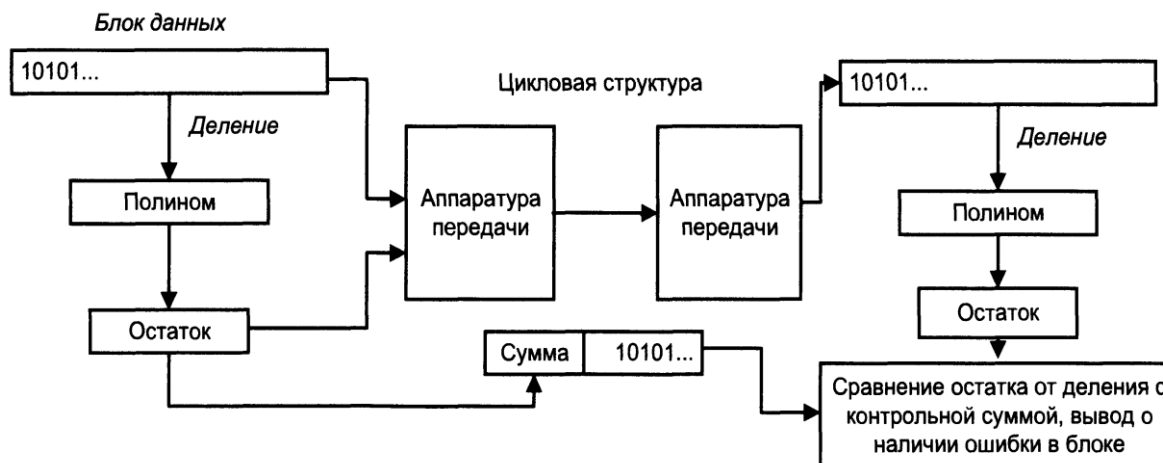 Блок данных
10101...
Цикловая структура
10101...
Деление
Деление
Полином
Аппаратура
передачи
Аппаратура
передачи
Полином
Остаток
Остаток
Сумма
10101...
Сравнение остатка от деления с
контрольной суммой, вывод о
наличии ошибки в блоке